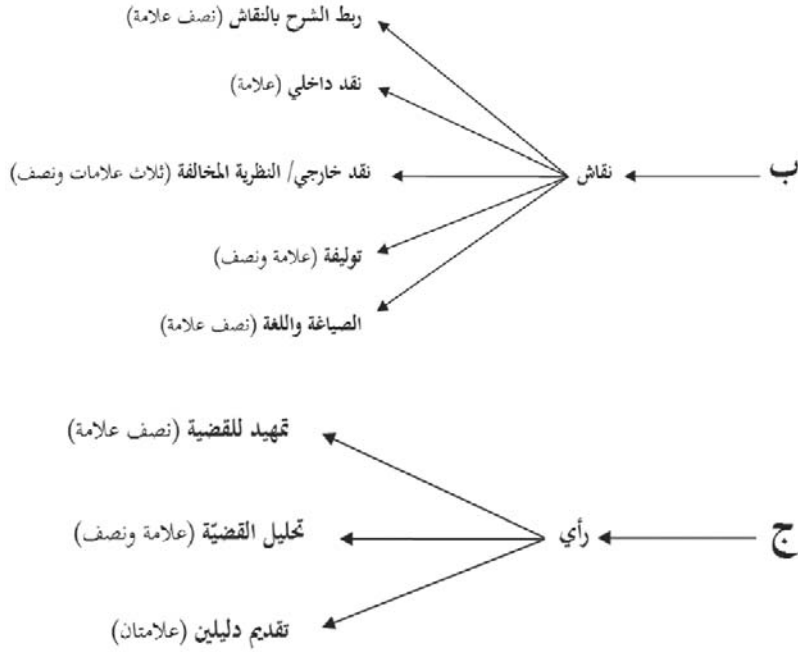 ب
نقاش
ربط الشرح بالنقاش (نصف علامة)
نقد داخلي (علامة)
نقد خارجي/ النظرية المخالفة (ثلاث علامات ونصف)
توليفة (علامة ونصف)
الصياغة واللغة (نصف علامة)
ج
رأي
تمهيد للقضية (نصف علامة)
تحليل القضيّة (علامة ونصف)
تقديم دليلين (علامتان)